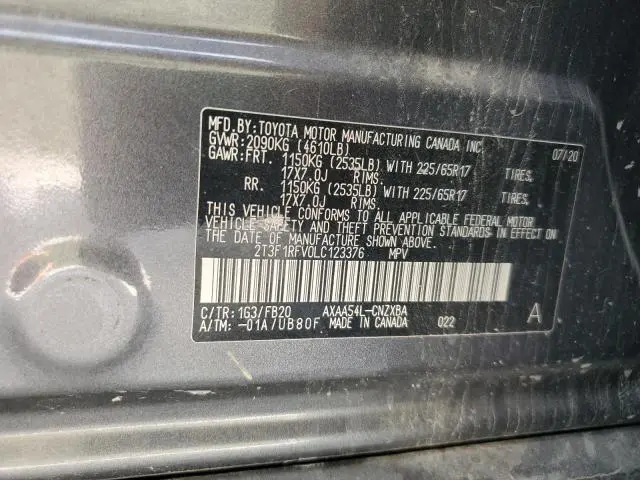 MFD.BY:TOYOTA MOTOR MANUFACTURING CANADA INC. 07/20
GVWR:2090KG (4610LB)
GAWR:FRT. 1150KG (2535LB) WITH 225/65R17 TIRES.
17X7.0J RIMS.
RR. 1150KG (2535LB) WITH 225/65R17 TIRES.
17X7.0J RIMS.
THIS VEHICLE CONFORMS TO ALL APPLICABLE FEDERAL MOTOR
VEHICLE SAFETY AND THEFT PREVENTION STANDARDS IN EFFECT ON
THE DATE OF MANUFACTURE SHOWN ABOVE.
2T3F1RFV0LC123376 MPV
C/TR:1G3/FB20 AXAA54L-CNZXBA A
A/TM:-01A/UB80F MADE IN CANADA 022